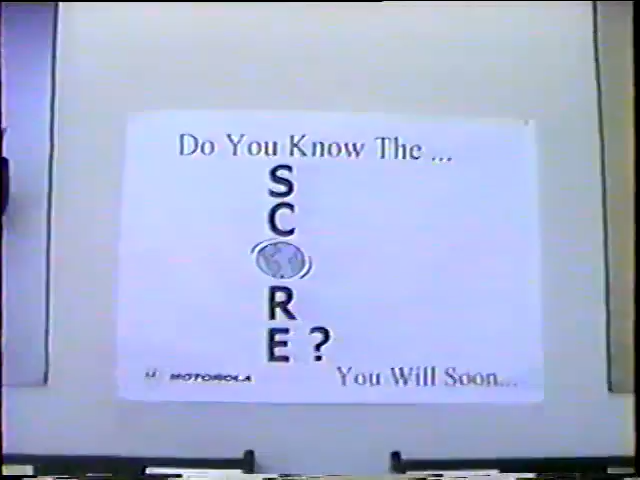 Do You Know The ...
S
C
R
E ?
MOTOROLA
You Will Soon...